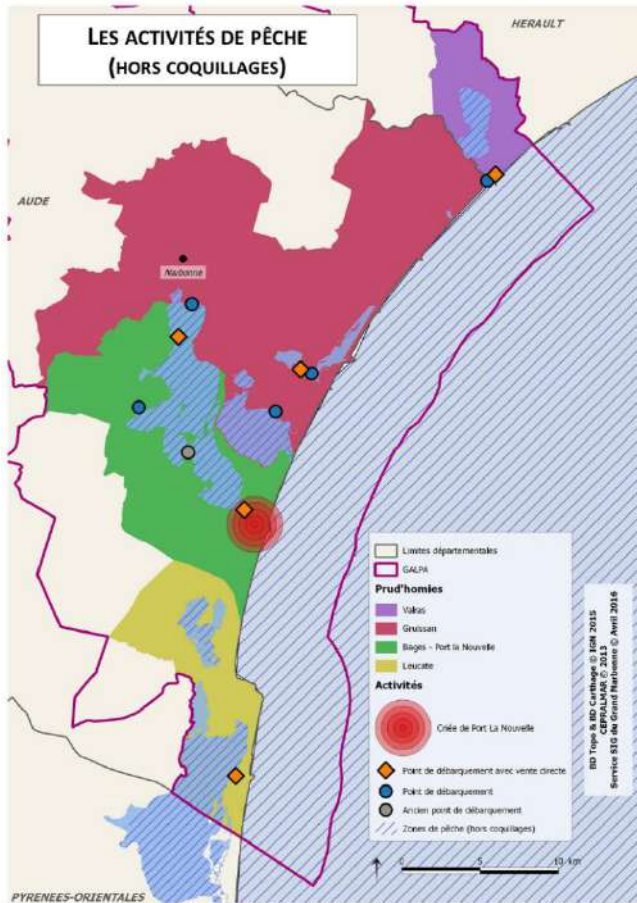 LES ACTIVITÉS DE PÊCHE
(HORS COQUILLAGES)
HERAULT
AUDE
Narbonne
Limites départementales
GALPA
Prud'homies
Valras
Gruissan
Bages - Port la Nouvelle
Leucate
Activités
Criée de Port La Nouvelle
Point de débarquement avec vente directe
Point de débarquement
Ancien point de débarquement
Zones de pêche (hors coquillages)
0 5 10 km
BD Topo & BD Carthage © IGN 2015
CEPRALMAR © 2013
Service SIG du Grand Narbonne © Avril 2016
PYRENEES-ORIENTALES